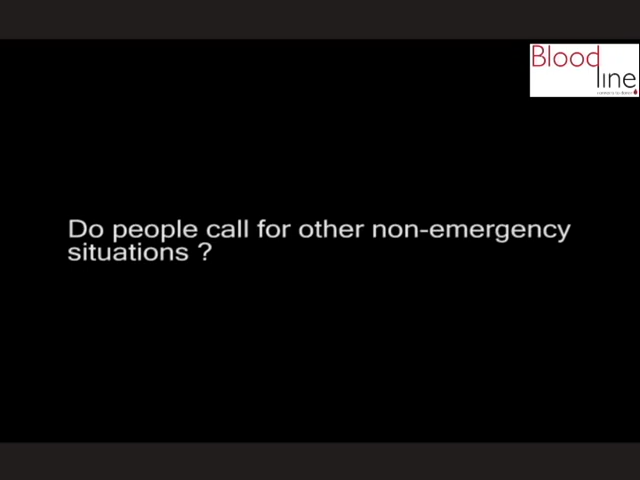 Blood
line
Do people call for other non-emergency
situations ?